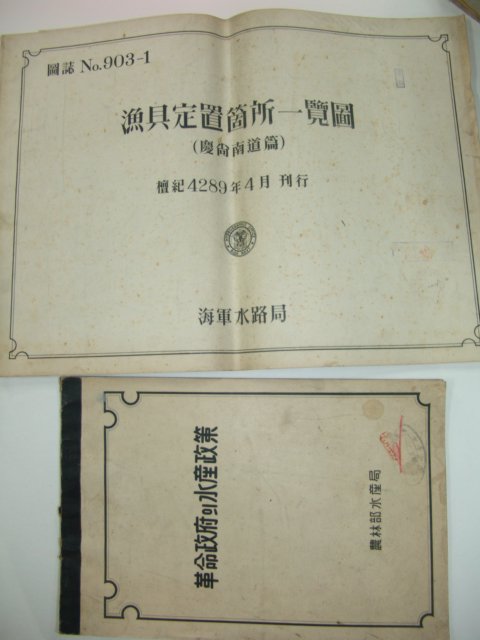 圖誌 No.903-1
漁具定置箇所一覽圖
(慶尙南道篇)
檀紀4289年4月 刊行
海軍水路局
革命政府의水産政策
農林部水産局